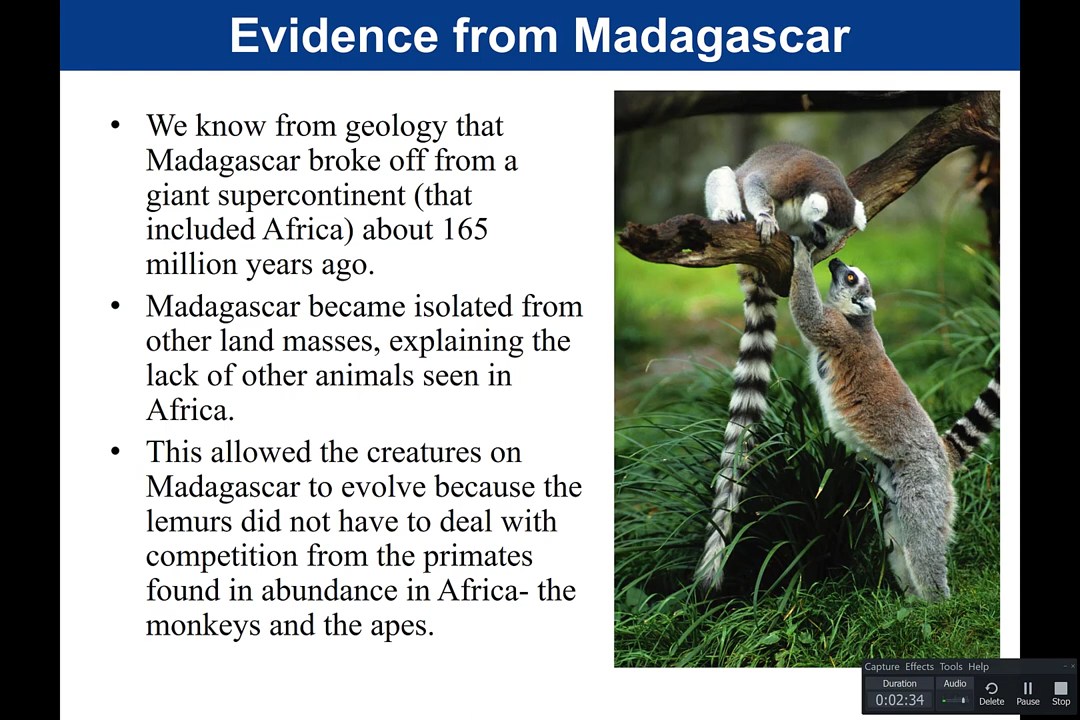 Evidence from Madagascar
• We know from geology that
Madagascar broke off from a
giant supercontinent (that
included Africa) about 165
million years ago.
• Madagascar became isolated from
other land masses, explaining the
lack of other animals seen in
Africa.
• This allowed the creatures on
Madagascar to evolve because the
lemurs did not have to deal with
competition from the primates
found in abundance in Africa- the
monkeys and the apes.
Capture Effects Tools Help
Duration Audio
0:02:34 Delete Pause Stop